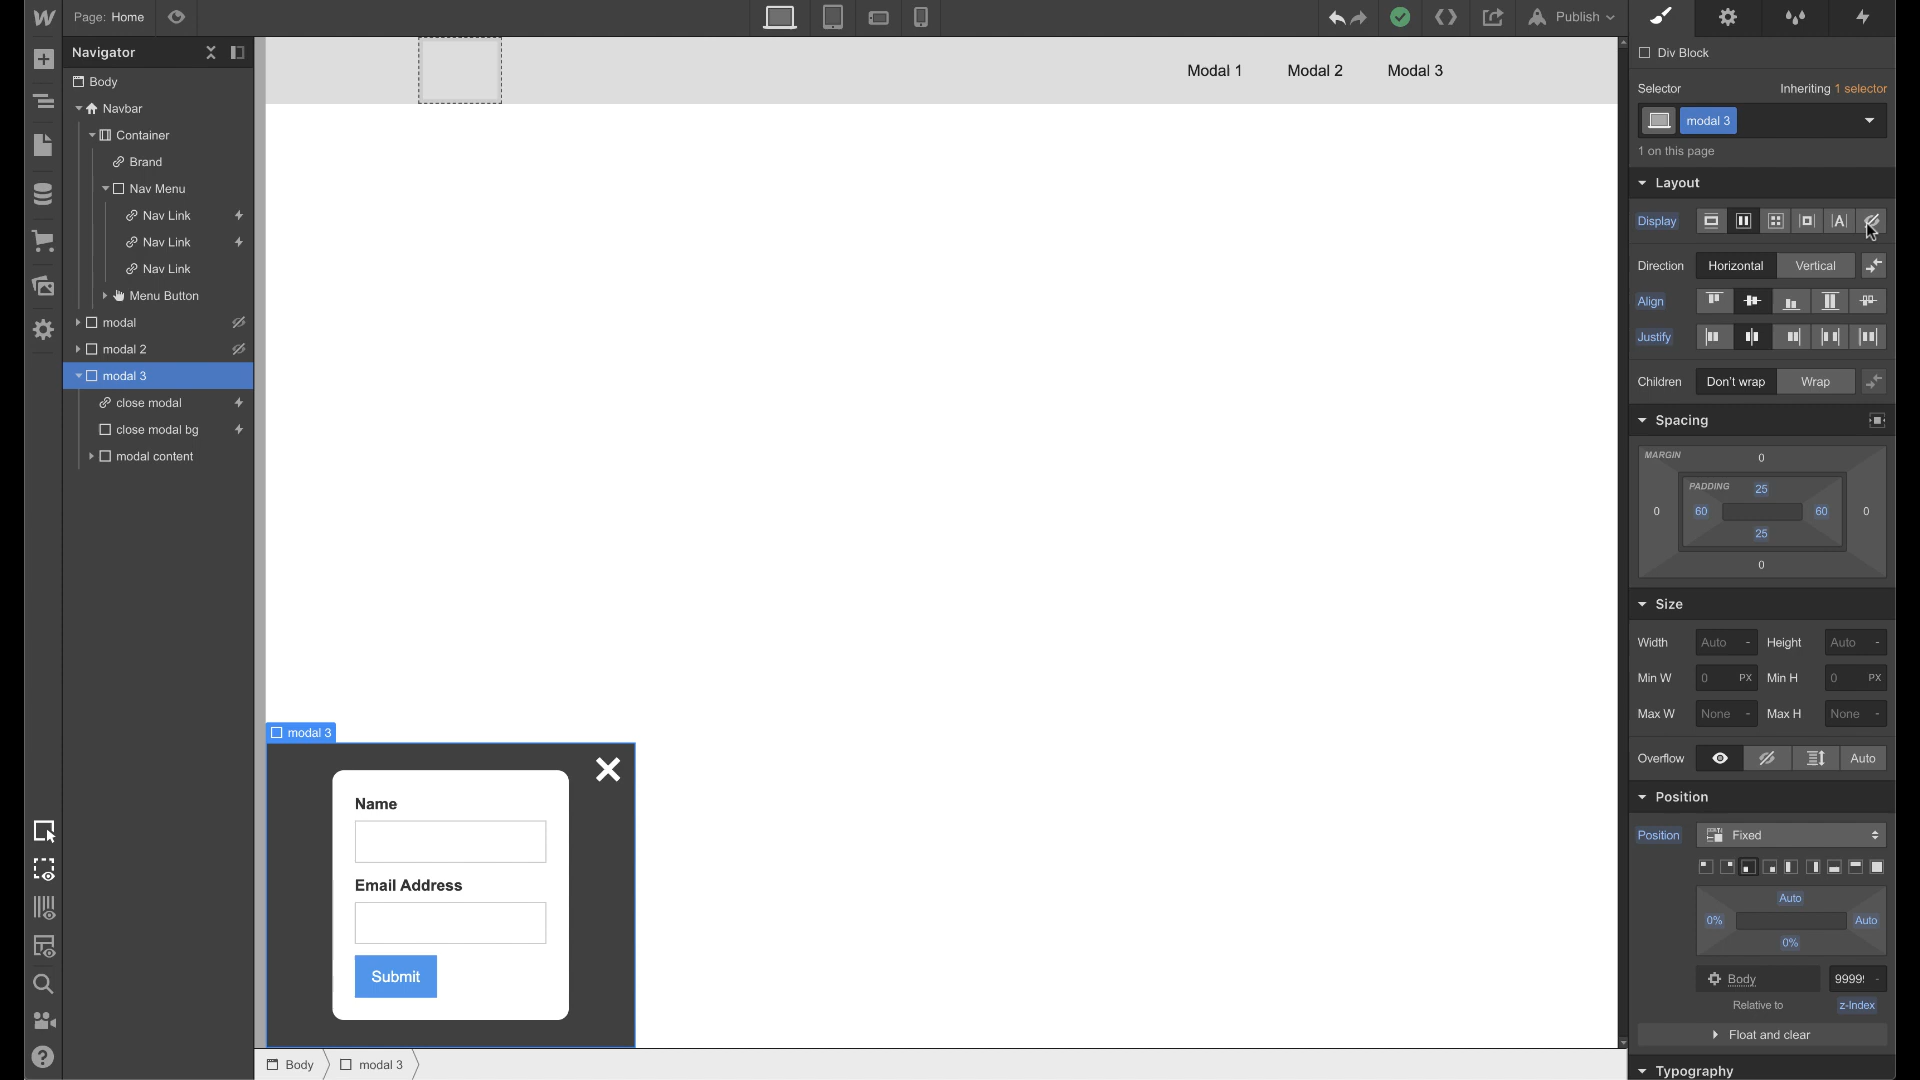 Page: Home
Publish
Navigator
Body
Navbar
Container
Brand
Nav Menu
Nav Link
Nav Link
Nav Link
Menu Button
modal
modal 2
modal 3
close modal
close modal bg
modal content
Modal 1
Modal 2
Modal 3
modal 3
Name
Email Address
Submit
Body
modal 3
Div Block
Selector
Inheriting 1 selector
modal 3
1 on this page
Layout
Display
Direction
Horizontal
Vertical
Align
Justify
Children
Don't wrap
Wrap
Spacing
MARGIN
0
PADDING
25
0
60
60
0
25
0
Size
Width
Auto
-
Height
Auto
-
Min W
0
PX
Min H
0
PX
Max W
None
-
Max H
None
-
Overflow
Auto
Position
Position
Fixed
Auto
0%
Auto
0%
Body
9999
-
Relative to
z-Index
Float and clear
Typography